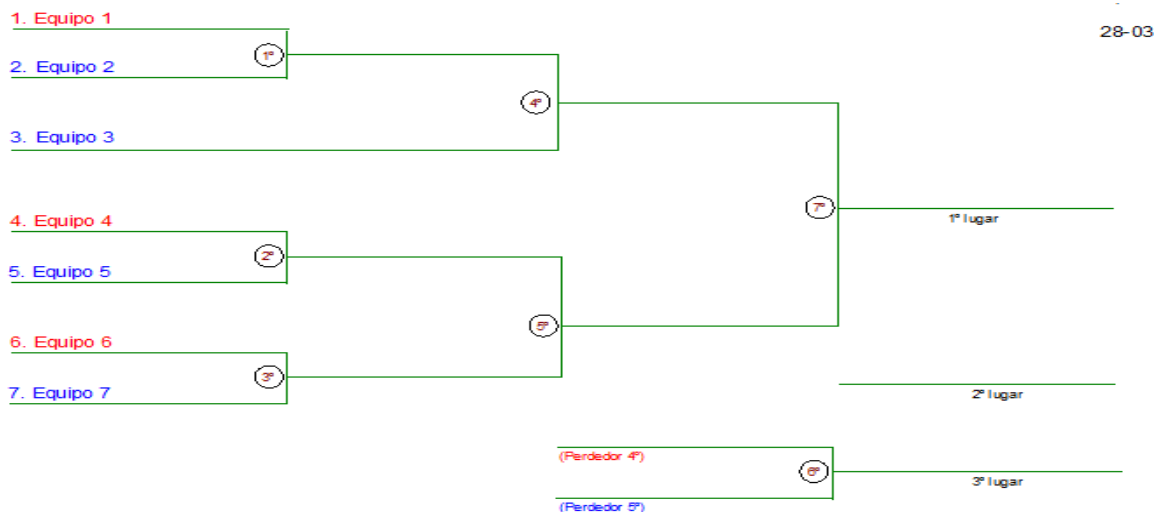 1. Equipo 1
28-03
1º
2. Equipo 2
4º
3. Equipo 3
7º
1º lugar
4. Equipo 4
2º
5. Equipo 5
5º
6. Equipo 6
3º
7. Equipo 7
2º lugar
(Perdedor 4º)
6º
3º lugar
(Perdedor 5º)